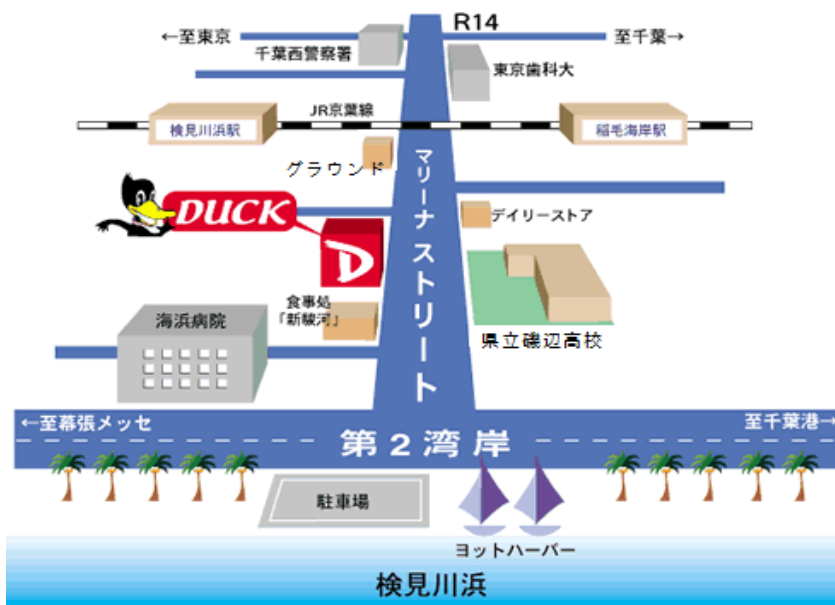 R14
←至東京
至千葉→
千葉西警察署
東京歯科大
JR京葉線
検見川浜駅
稲毛海岸駅
グラウンド
マリーナストリート
DUCK
D
デイリーストア
食事処
「新駿河」
海浜病院
県立磯辺高校
←至幕張メッセ
至千葉港→
第2湾岸
駐車場
ヨットハーバー
検見川浜